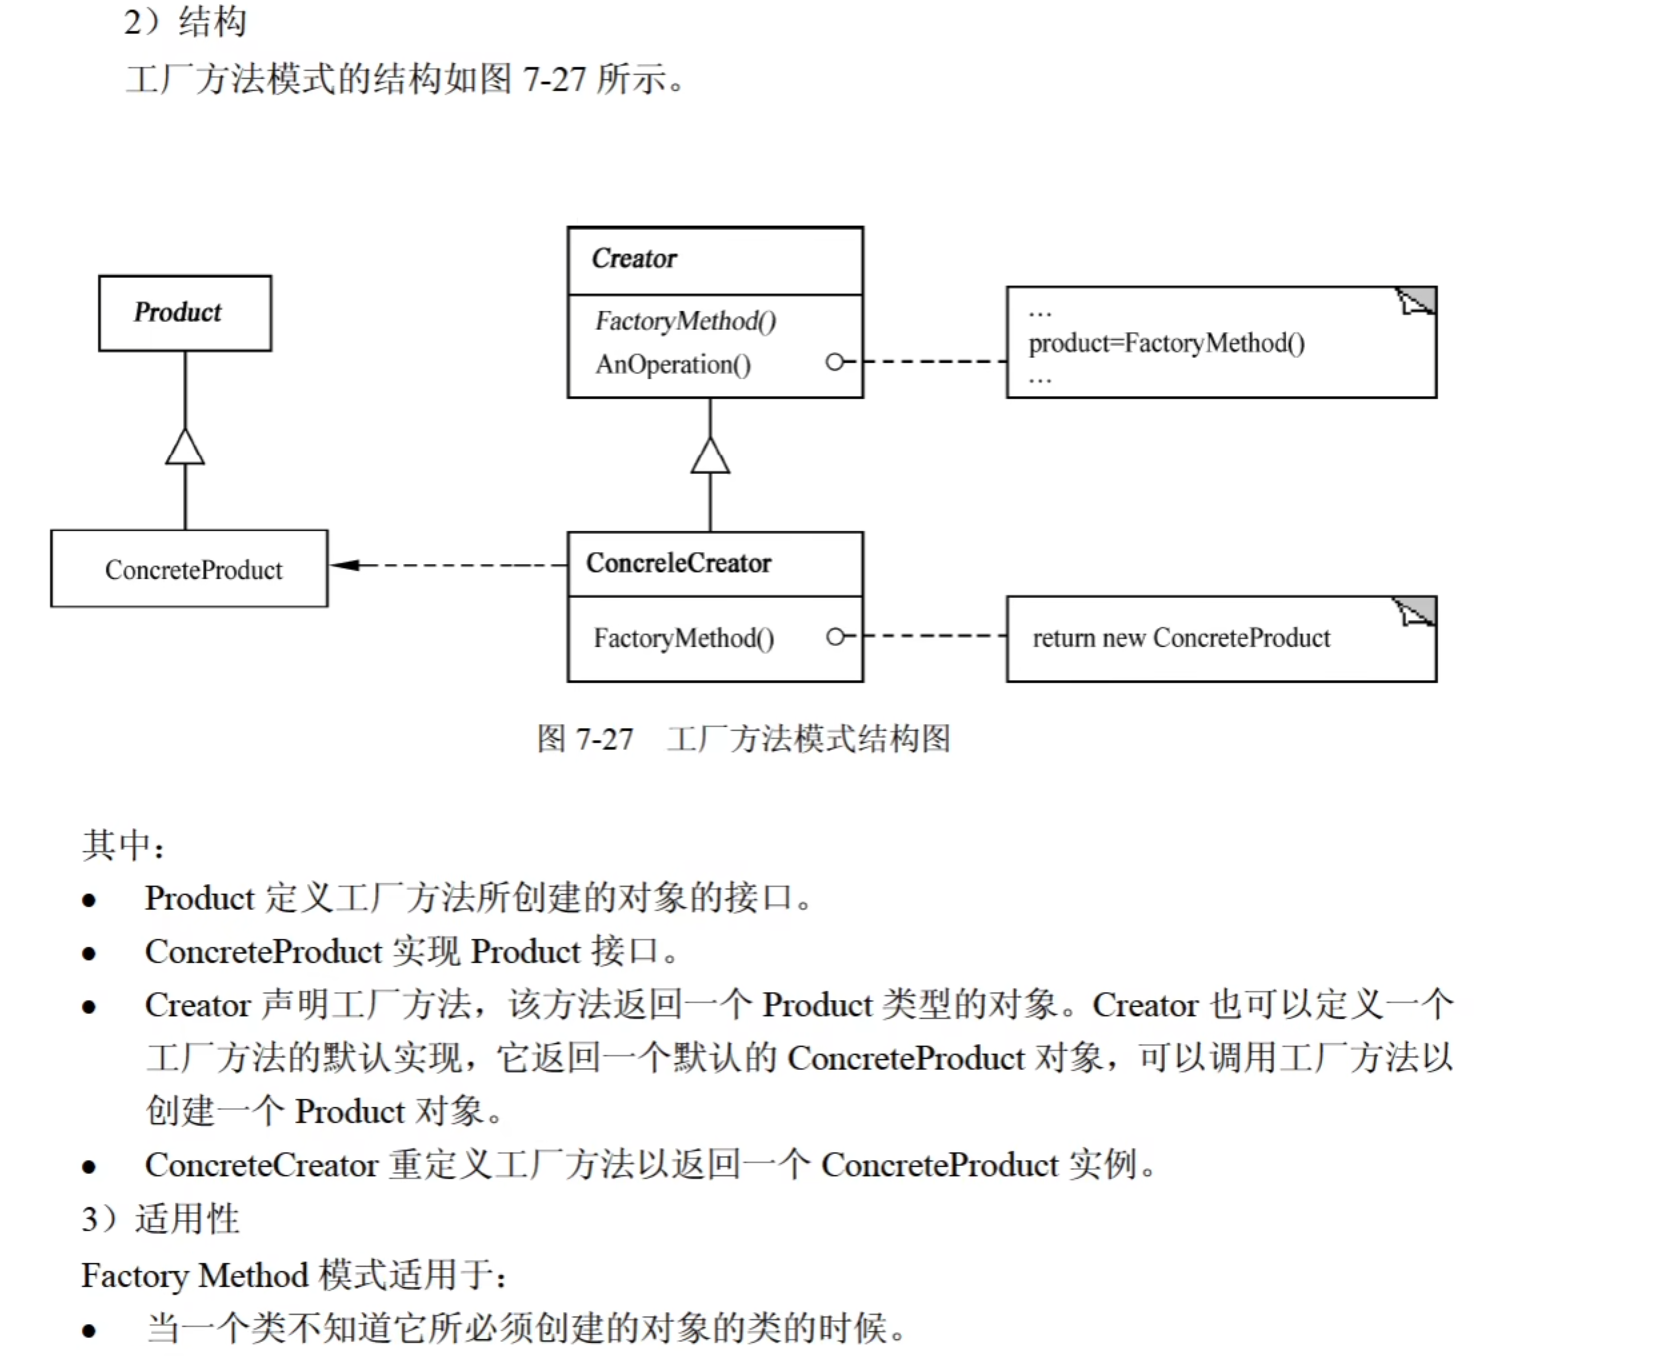 2）结构
工厂方法模式的结构如图 7-27 所示。
Creator
Product
FactoryMethod()
AnOperation()
…
product=FactoryMethod()
…
ConcreteProduct
ConcreleCreator
FactoryMethod()
return new ConcreteProduct
图 7-27 工厂方法模式结构图
其中：
● Product 定义工厂方法所创建的对象的接口。
● ConcreteProduct 实现 Product 接口。
● Creator 声明工厂方法，该方法返回一个 Product 类型的对象。Creator 也可以定义一个
工厂方法的默认实现，它返回一个默认的 ConcreteProduct 对象，可以调用工厂方法以
创建一个 Product 对象。
● ConcreteCreator 重定义工厂方法以返回一个 ConcreteProduct 实例。
3）适用性
Factory Method 模式适用于：
● 当一个类不知道它所必须创建的对象的类的时候。